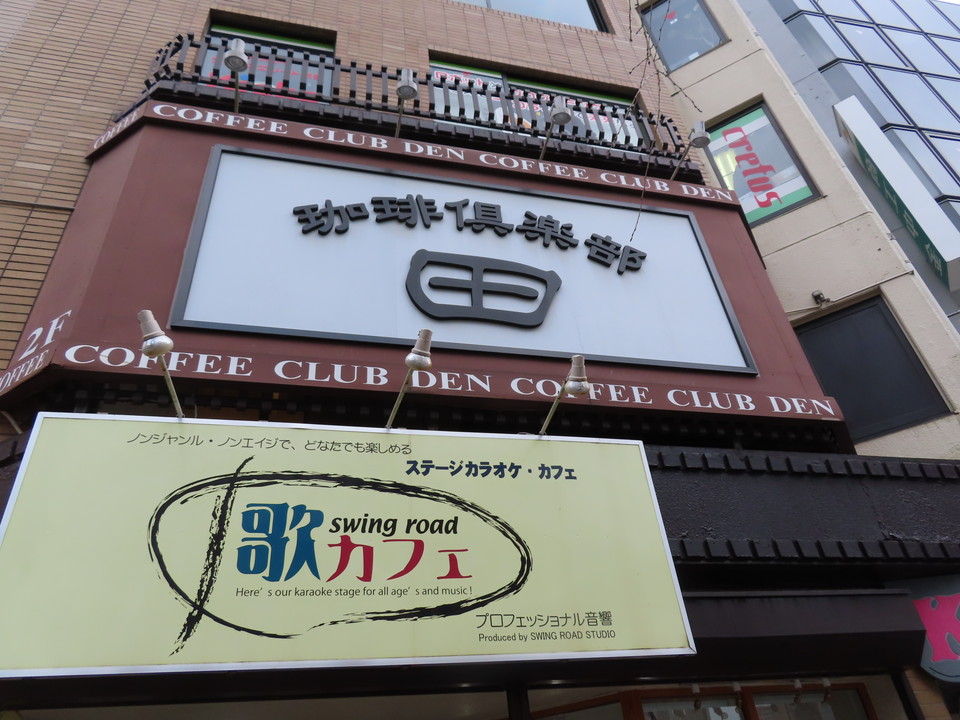 COFFEE CLUB DEN COFFEE CLUB DEN
crefus
珈琲倶楽部
田
2F
COFFEE COFFEE CLUB DEN COFFEE CLUB DEN
ノンジャンル・ノンエイジで、どなたでも楽しめる
ステージカラオケ・カフェ
歌カフェ
swing road
Here's our karaoke stage for all age's and music!
プロフェッショナル音響
Produced by SWING ROAD STUDIO